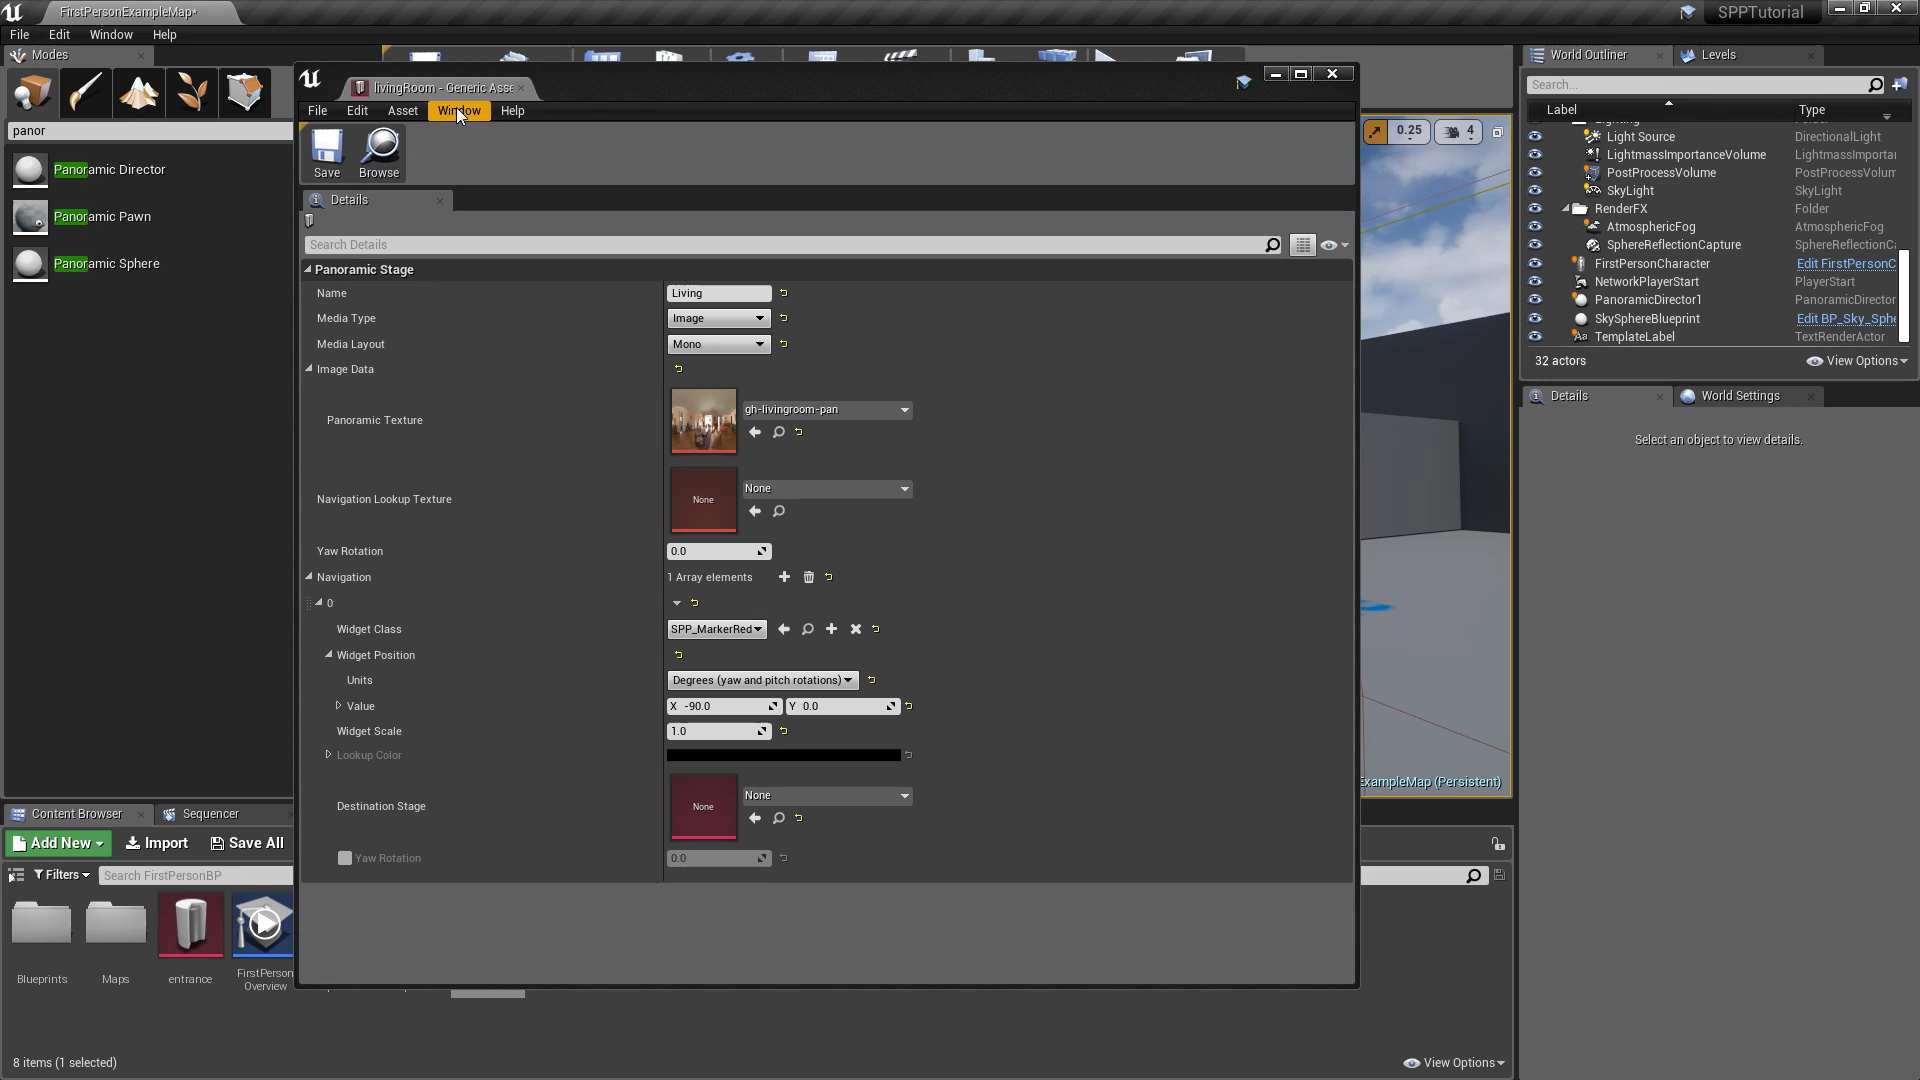 FirstPersonExampleMap*
SPPTutorial
File Edit Window Help
Modes
panor
Panoramic Director
Panoramic Pawn
Panoramic Sphere
livingRoom - Generic Asse
File Edit Asset Window Help
Save Browse
Details
Search Details
Panoramic Stage
Name Living
Media Type Image
Media Layout Mono
Image Data
Panoramic Texture gh-livingroom-pan
Navigation Lookup Texture None None
Yaw Rotation 0.0
Navigation 1 Array elements
0
Widget Class SPP_MarkerRed
Widget Position
Units Degrees (yaw and pitch rotations)
Value X -90.0 Y 0.0
Widget Scale 1.0
Lookup Color
Destination Stage None None
Yaw Rotation 0.0
0.25 4
ExampleMap (Persistent)
World Outliner Levels
Search...
Label Type
Light Source DirectionalLight
LightmassImportanceVolume LightmassImportan
PostProcessVolume PostProcessVolum
SkyLight SkyLight
RenderFX Folder
AtmosphericFog AtmosphericFog
SphereReflectionCapture SphereReflectionCa
FirstPersonCharacter Edit FirstPersonC
NetworkPlayerStart PlayerStart
PanoramicDirector1 PanoramicDirector
SkySphereBlueprint Edit BP_Sky_Sphe
TemplateLabel TextRenderActor
32 actors View Options
Details World Settings
Select an object to view details.
Content Browser Sequencer
Add New Import Save All
Filters Search FirstPersonBP
Blueprints Maps entrance FirstPerson
Overview
8 items (1 selected) View Options